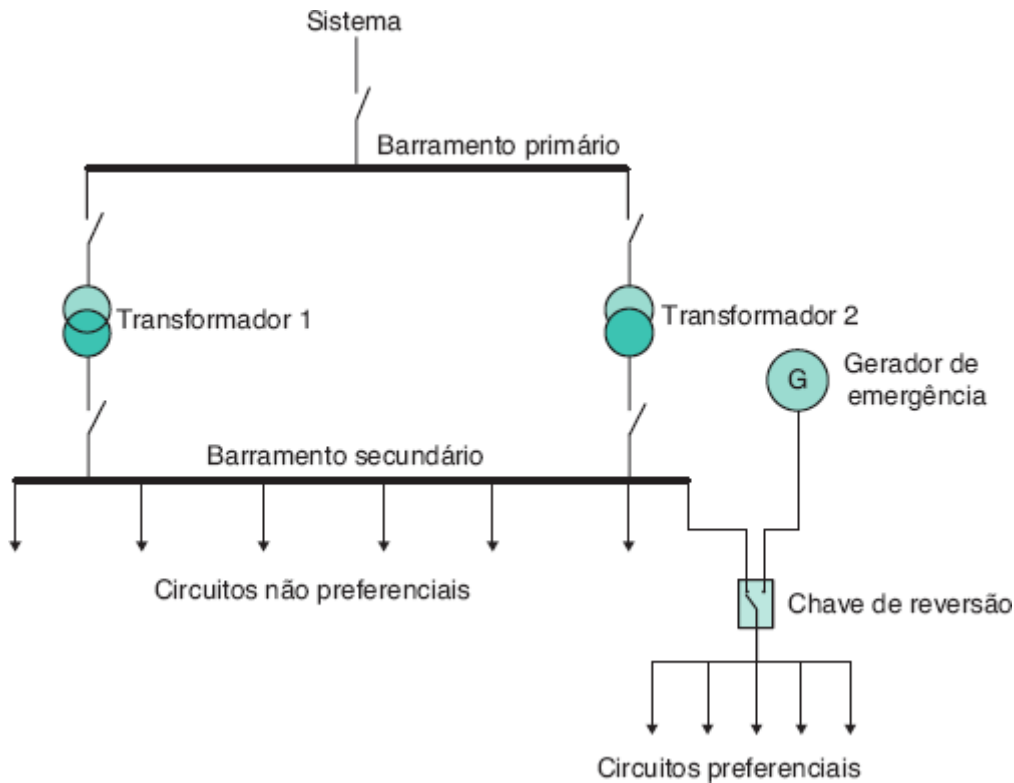 Sistema
Barramento primário
Transformador 1
Transformador 2
G
Gerador de
emergência
Barramento secundário
Circuitos não preferenciais
Chave de reversão
Circuitos preferenciais